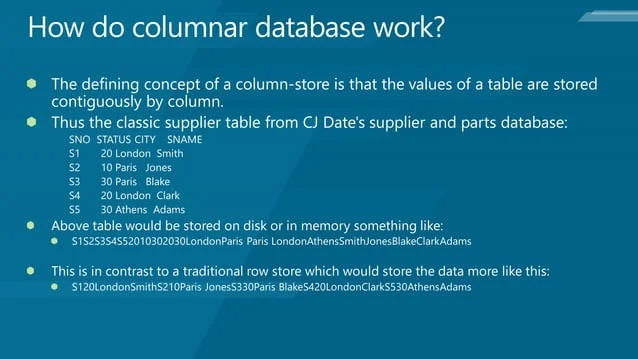 How do columnar database work?
The defining concept of a column-store is that the values of a table are stored
contiguously by column.
Thus the classic supplier table from CJ Date's supplier and parts database:
SNO STATUS CITY SNAME
S1 20 London Smith
S2 10 Paris Jones
S3 30 Paris Blake
S4 20 London Clark
S5 30 Athens Adams
Above table would be stored on disk or in memory something like:
S1S2S3S4S52010302030LondonParis Paris LondonAthensSmithJonesBlakeClarkAdams
This is in contrast to a traditional row store which would store the data more like this:
S120LondonSmithS210Paris JonesS330Paris BlakeS420LondonClarkS530AthensAdams